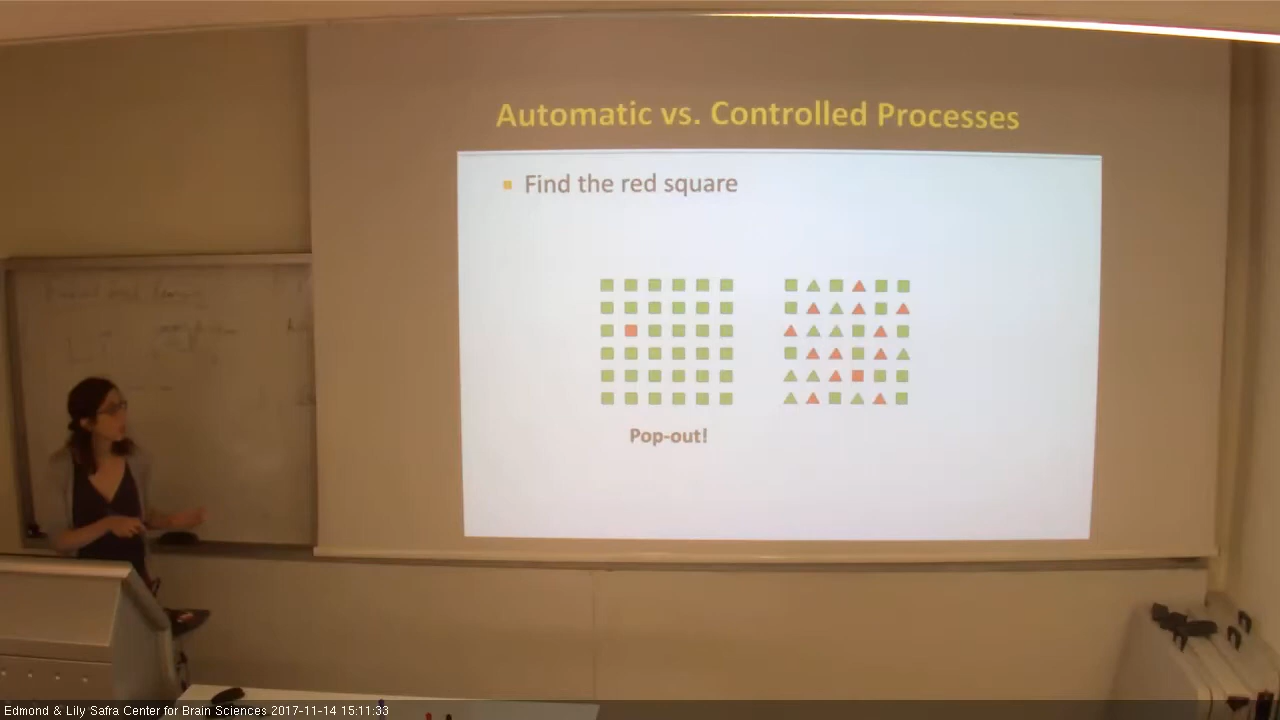 Automatic vs. Controlled Processes
Find the red square
Pop-out!
Edmond & Lily Safra Center for Brain Sciences 2017-11-14 15:11:33